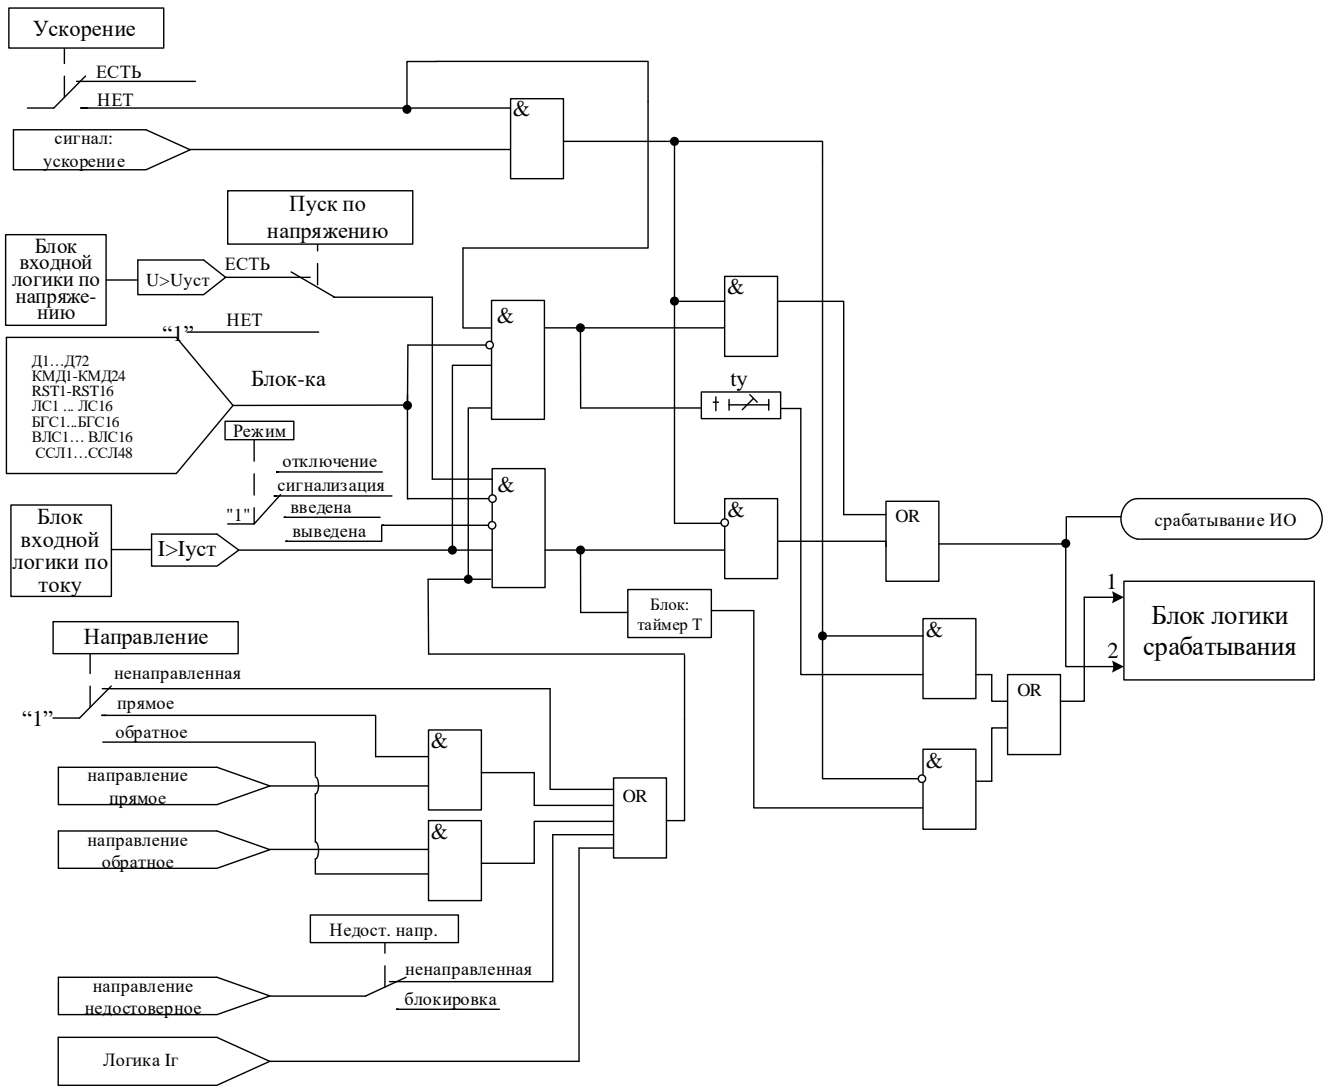 Ускорение
ЕСТЬ
НЕТ
&
сигнал:
ускорение
Пуск по
напряжению
Блок
входной
логики по
напряже-
нию
U>Uуст
ЕСТЬ
“1”
НЕТ
&
&
Д1…Д72
КМД1-КМД24
RST1-RST16
ЛС1 ... ЛС16
БГС1...БГС16
ВЛС1… ВЛС16
ССЛ1…ССЛ48
Блок-ка
ty
Режим
отключение
сигнализация
"1"
введена
выведена
&
&
OR
срабатывание ИО
Блок
входной
логики по
току
I>Iуст
Блок:
таймер Т
1
2
Блок логики
срабатывания
Направление
ненаправленная
“1”
прямое
обратное
&
OR
&
&
направление
прямое
OR
направление
обратное
&
Недост. напр.
ненаправленная
блокировка
направление
недостоверное
Логика Iг